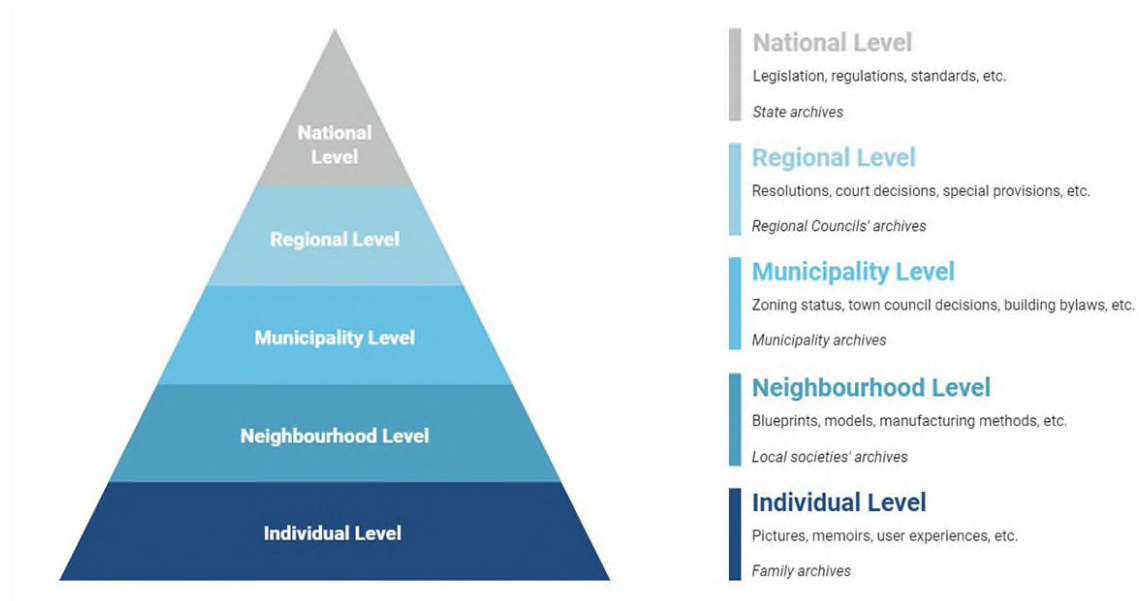 National
Level
Regional Level
Municipality Level
Neighbourhood Level
Individual Level
National Level
Legislation, regulations, standards, etc.
State archives
Regional Level
Resolutions, court decisions, special provisions, etc.
Regional Councils' archives
Municipality Level
Zoning status, town council decisions, building bylaws, etc.
Municipality archives
Neighbourhood Level
Blueprints, models, manufacturing methods, etc.
Local societies' archives
Individual Level
Pictures, memoirs, user experiences, etc.
Family archives